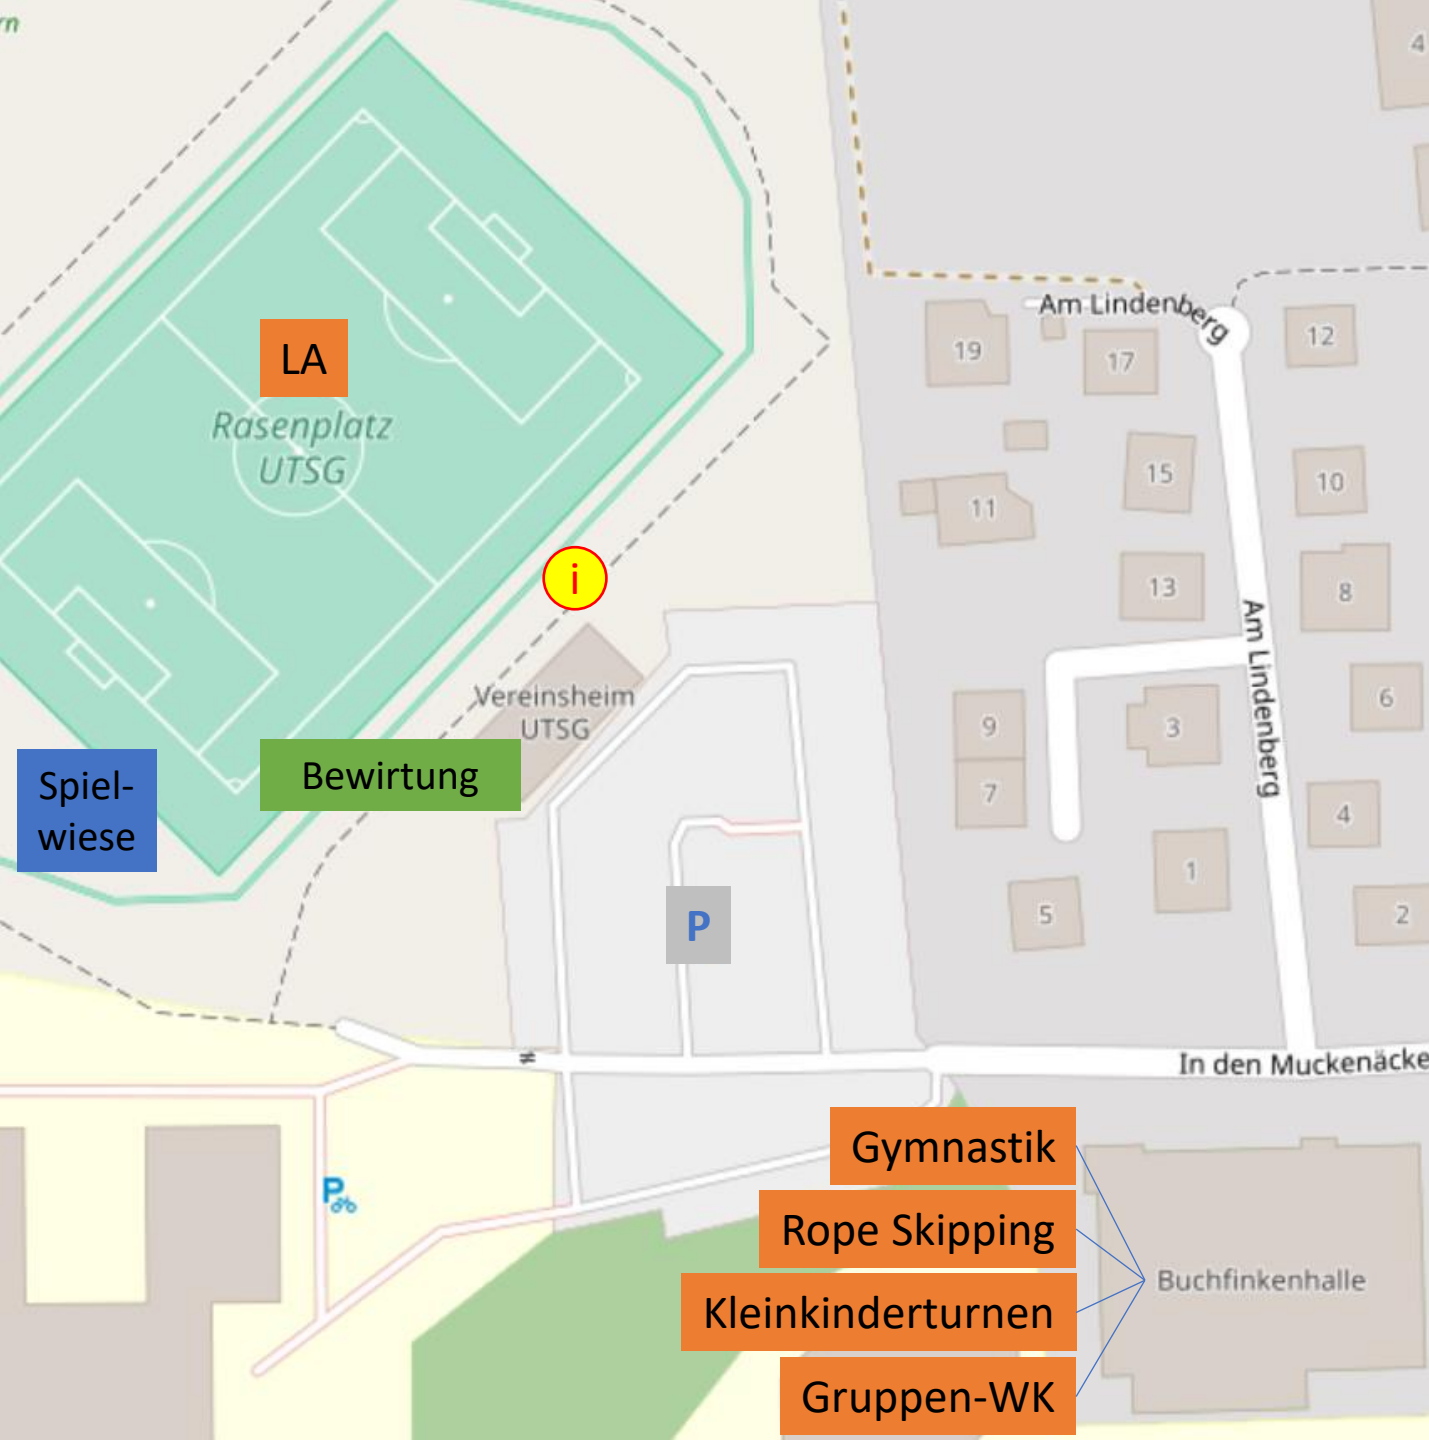 rn
4
Am Lindenberg
19
17
12
LA
Rasenplatz
UTSG
15
10
11
i
13
8
Am Lindenberg
Vereinsheim
UTSG
9
3
6
7
Spiel-
wiese
Bewirtung
4
1
P
5
2
In den Muckenäcke
Gymnastik
P
Rope Skipping
Buchfinkenhalle
Kleinkinderturnen
Gruppen-WK